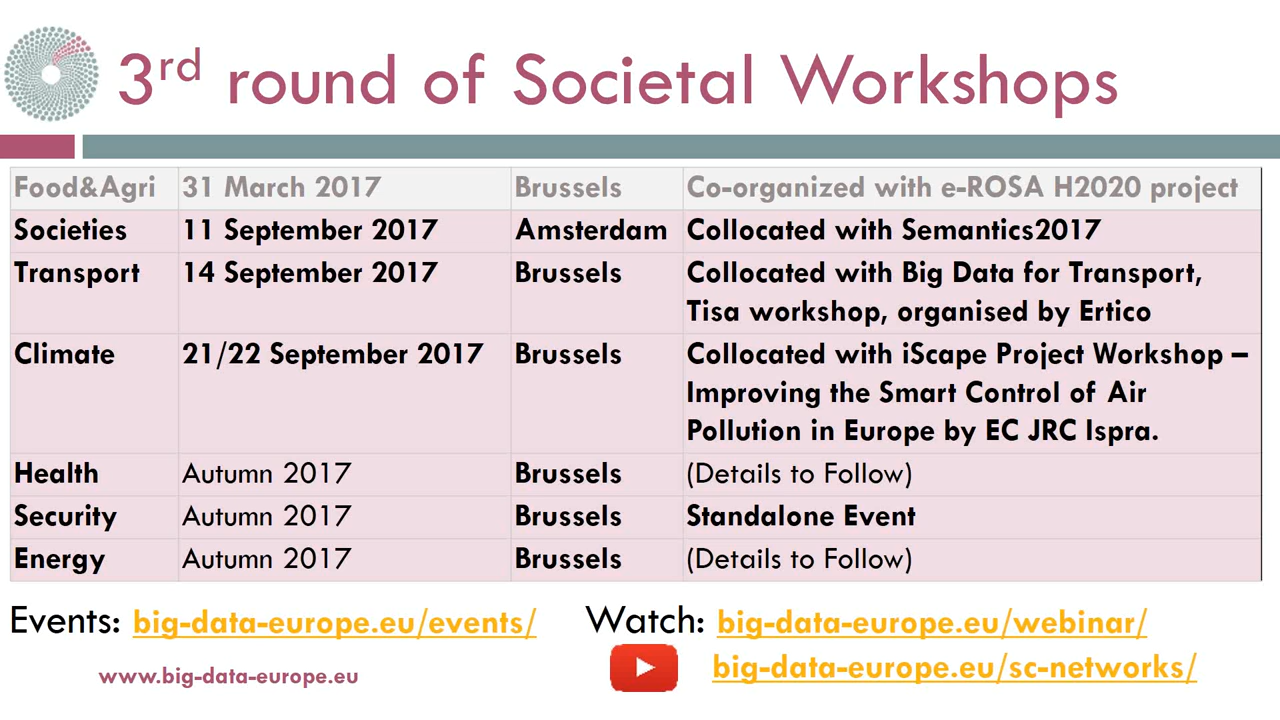 3rd round of Societal Workshops
Food&Agri 31 March 2017 Brussels Co-organized with e-ROSA H2020 project
Societies 11 September 2017 Amsterdam Collocated with Semantics2017
Transport 14 September 2017 Brussels Collocated with Big Data for Transport,
Tisa workshop, organised by Ertico
Climate 21/22 September 2017 Brussels Collocated with iScape Project Workshop –
Improving the Smart Control of Air
Pollution in Europe by EC JRC Ispra.
Health Autumn 2017 Brussels (Details to Follow)
Security Autumn 2017 Brussels Standalone Event
Energy Autumn 2017 Brussels (Details to Follow)
Events: big-data-europe.eu/events/ Watch: big-data-europe.eu/webinar/
www.big-data-europe.eu big-data-europe.eu/sc-networks/